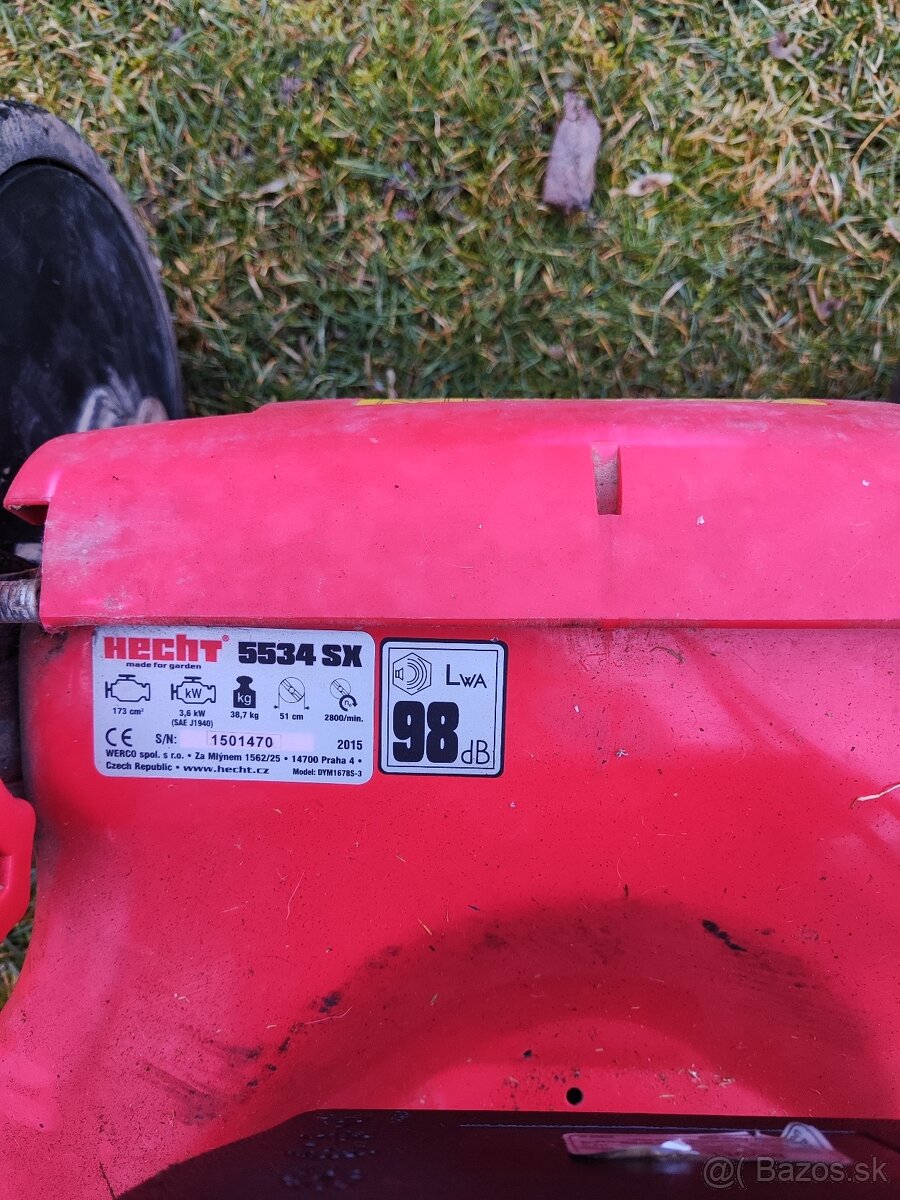 HECHT® 5534 SX
made for garden
kW
kg
n₀
173 cm³ 3,6 kW 38,7 kg 51 cm 2800/min.
(SAE J1940)
CE S/N: 1501470 2015
WERCO spol. s r.o. • Za Mlýnem 1562/25 • 14700 Praha 4 •
Czech Republic • www.hecht.cz Model: DYM1678S-3
LWA
98 dB
@( Bazos.sk